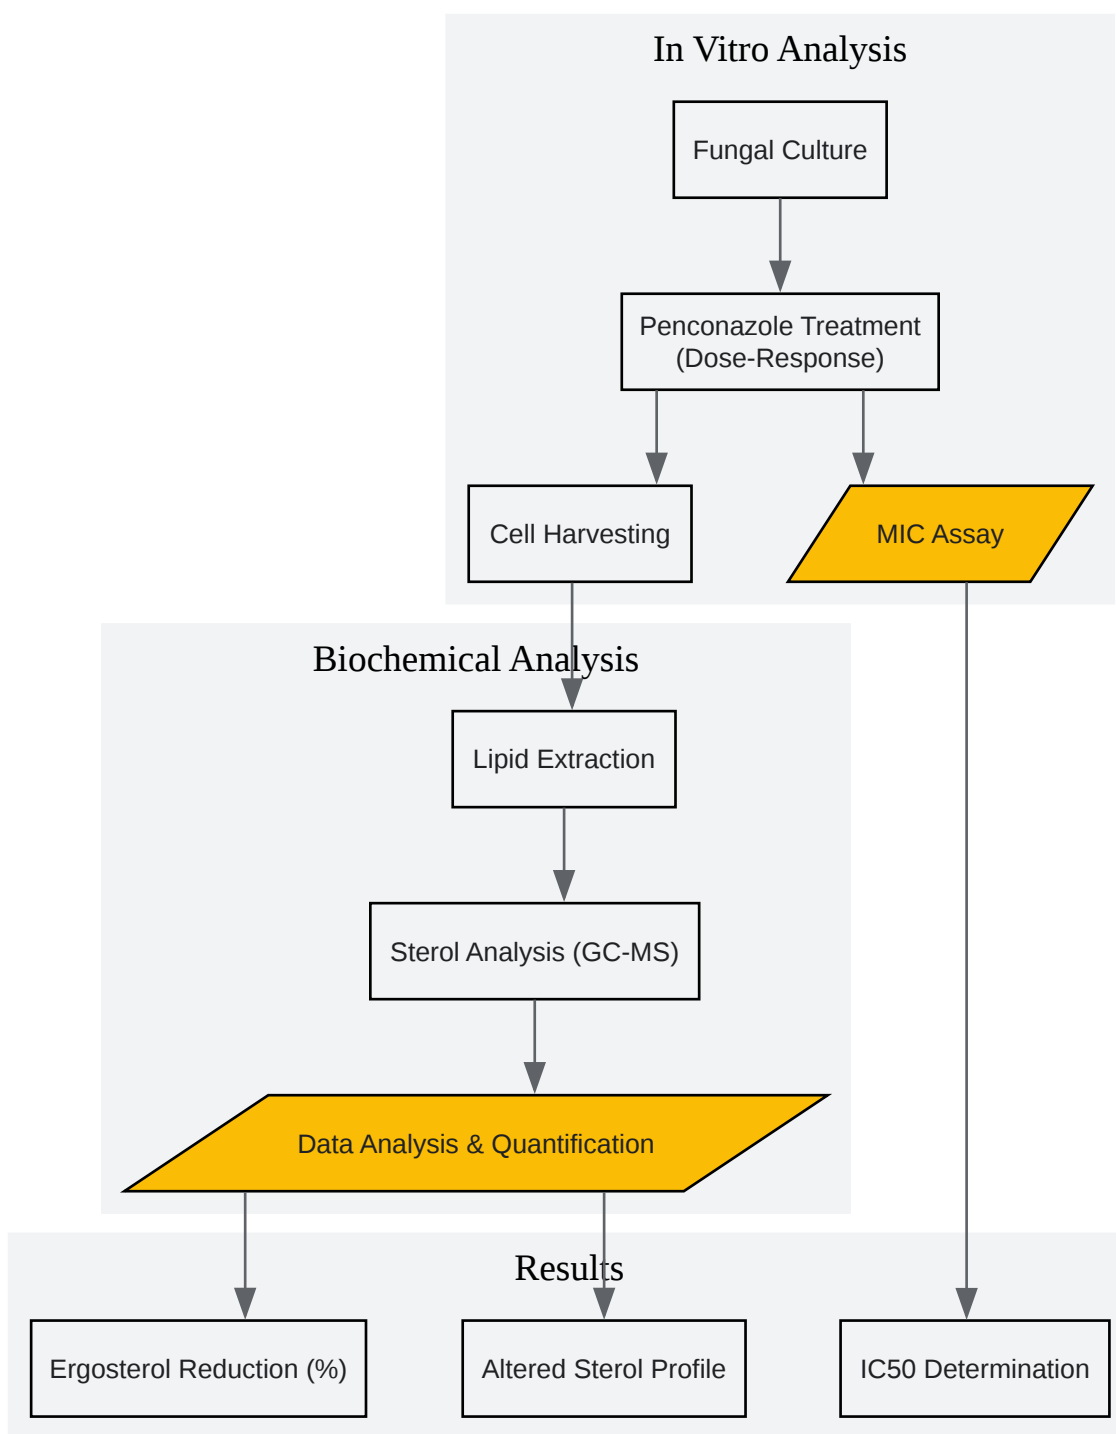 In Vitro Analysis
Fungal Culture
Penconazole Treatment
(Dose-Response)
Cell Harvesting
MIC Assay
Biochemical Analysis
Lipid Extraction
Sterol Analysis (GC-MS)
Data Analysis & Quantification
Results
Ergosterol Reduction (%)
Altered Sterol Profile
IC50 Determination